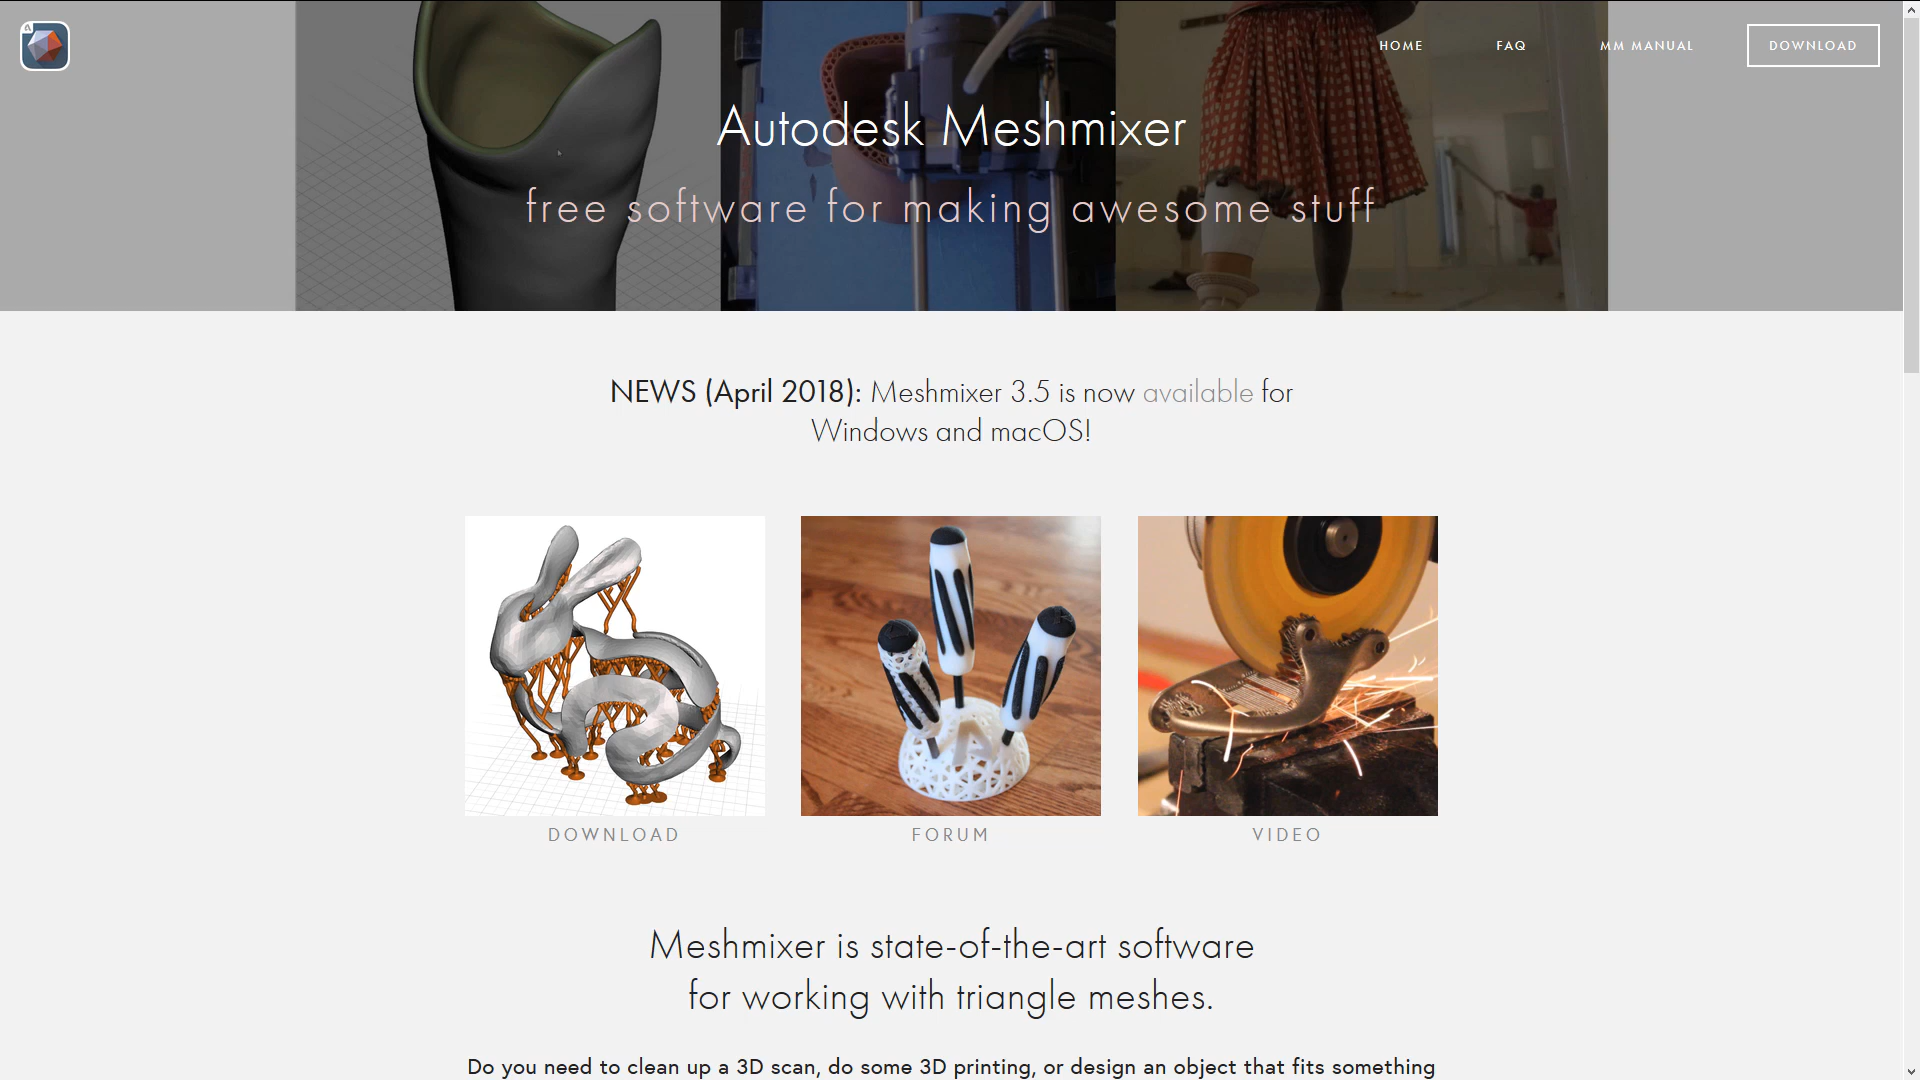 HOME FAQ MM MANUAL DOWNLOAD
Autodesk Meshmixer
free software for making awesome stuff
NEWS (April 2018): Meshmixer 3.5 is now available for
Windows and macOS!
DOWNLOAD FORUM VIDEO
Meshmixer is state-of-the-art software
for working with triangle meshes.
Do you need to clean up a 3D scan, do some 3D printing, or design an object that fits something